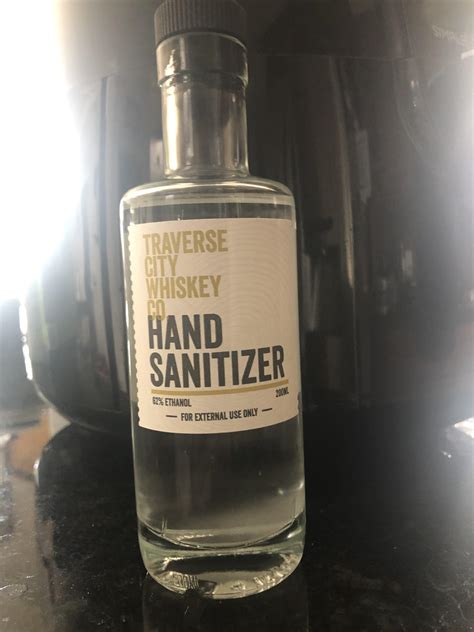 TRAVERSE
CITY
WHISKEY
CO
HAND
SANITIZER
62% ETHANOL 200ML
— FOR EXTERNAL USE ONLY —